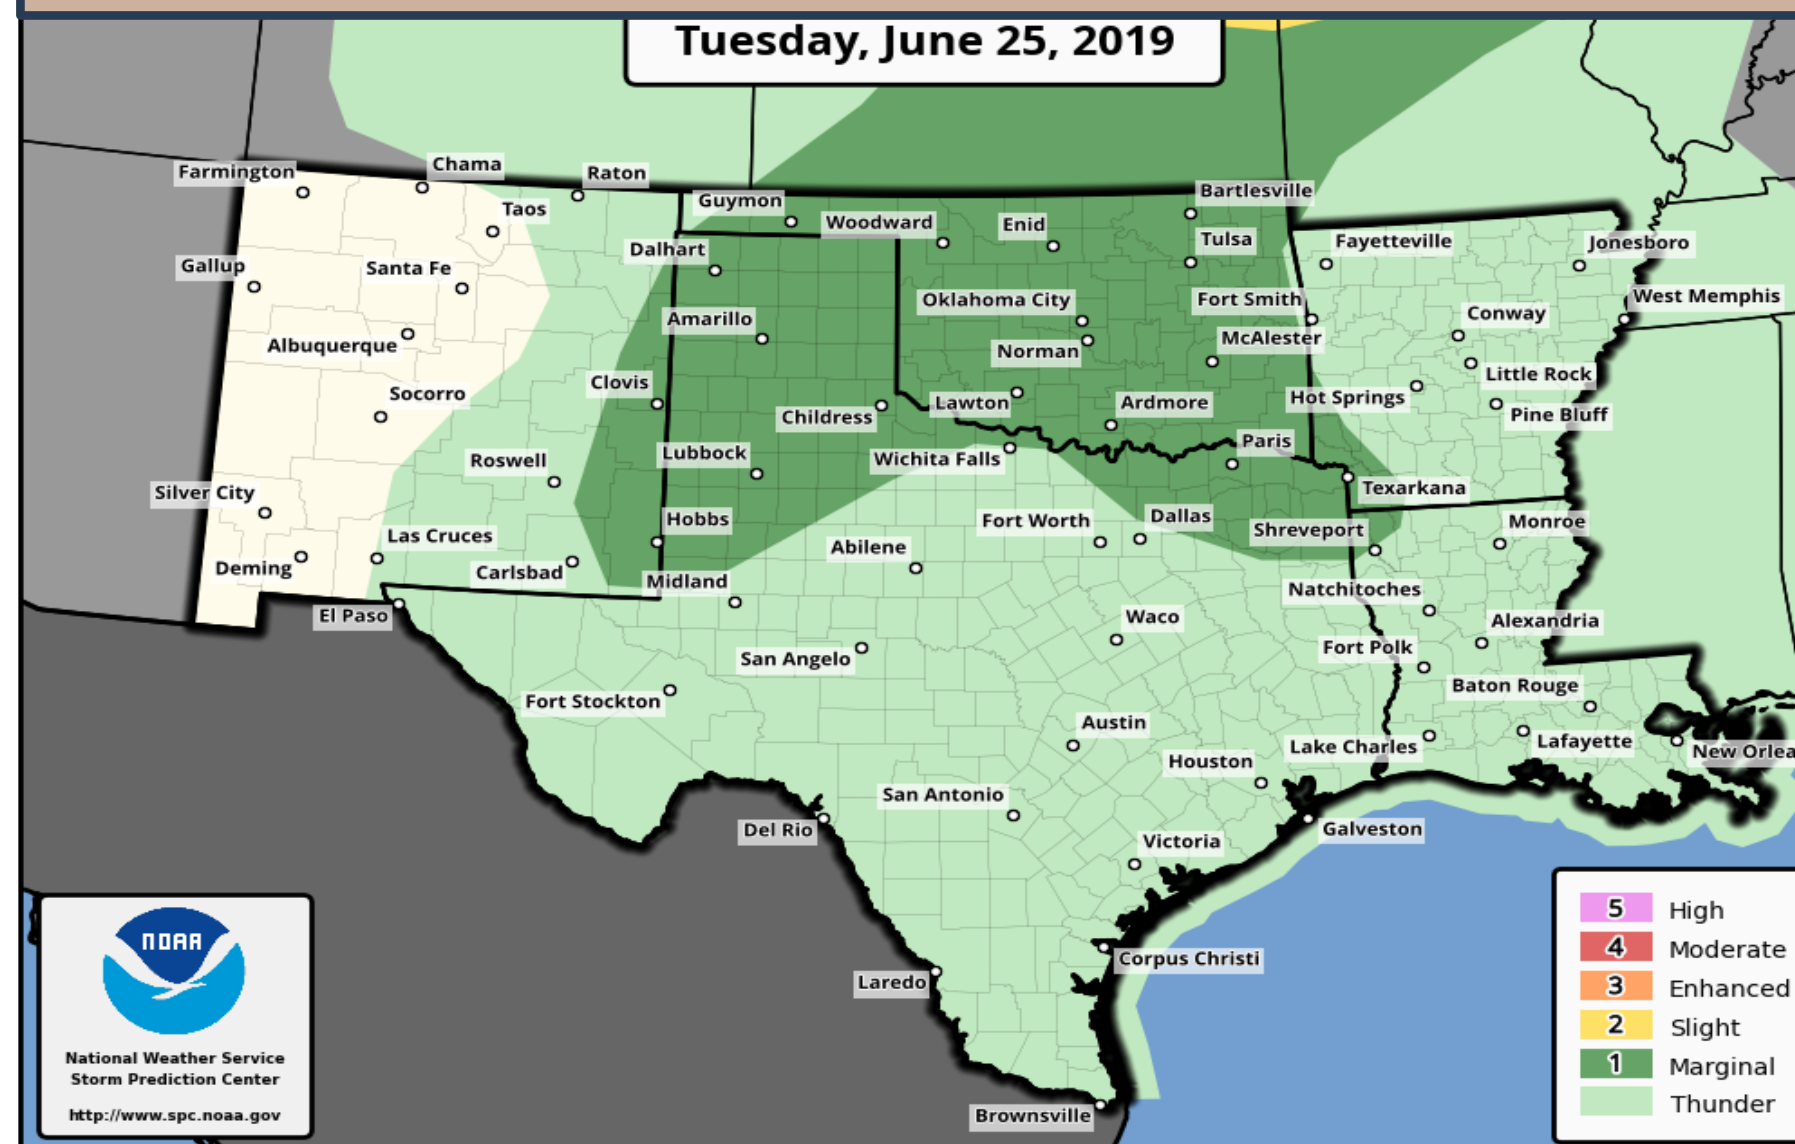 Tuesday, June 25, 2019
Farmington
Chama
Raton
Taos
Guymon
Bartlesville
Woodward
Enid
Tulsa
Dalhart
Fayetteville
Jonesboro
Gallup
Santa Fe
Oklahoma City
Fort Smith
West Memphis
Amarillo
Conway
Albuquerque
Norman
McAlester
Little Rock
Clovis
Socorro
Childress
Lawton
Ardmore
Hot Springs
Pine Bluff
Lubbock
Wichita Falls
Paris
Roswell
Texarkana
Silver City
Hobbs
Fort Worth
Dallas
Shreveport
Monroe
Las Cruces
Abilene
Deming
Carlsbad
Midland
Natchitoches
El Paso
Waco
Alexandria
San Angelo
Fort Polk
Fort Stockton
Baton Rouge
Austin
Lake Charles
Lafayette
New Orlea
Houston
San Antonio
Del Rio
Galveston
Victoria
Corpus Christi
Laredo
Brownsville
NOAA
National Weather Service
Storm Prediction Center
http://www.spc.noaa.gov
5 High
4 Moderate
3 Enhanced
2 Slight
1 Marginal
Thunder